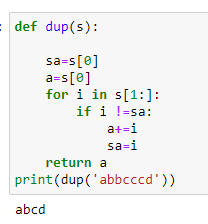 def dup(s):
    sa=s[0]
    a=s[0]
    for i in s[1:]:
        if i !=sa:
            a+=i
            sa=i
    return a
print(dup('abbcccd'))
abcd